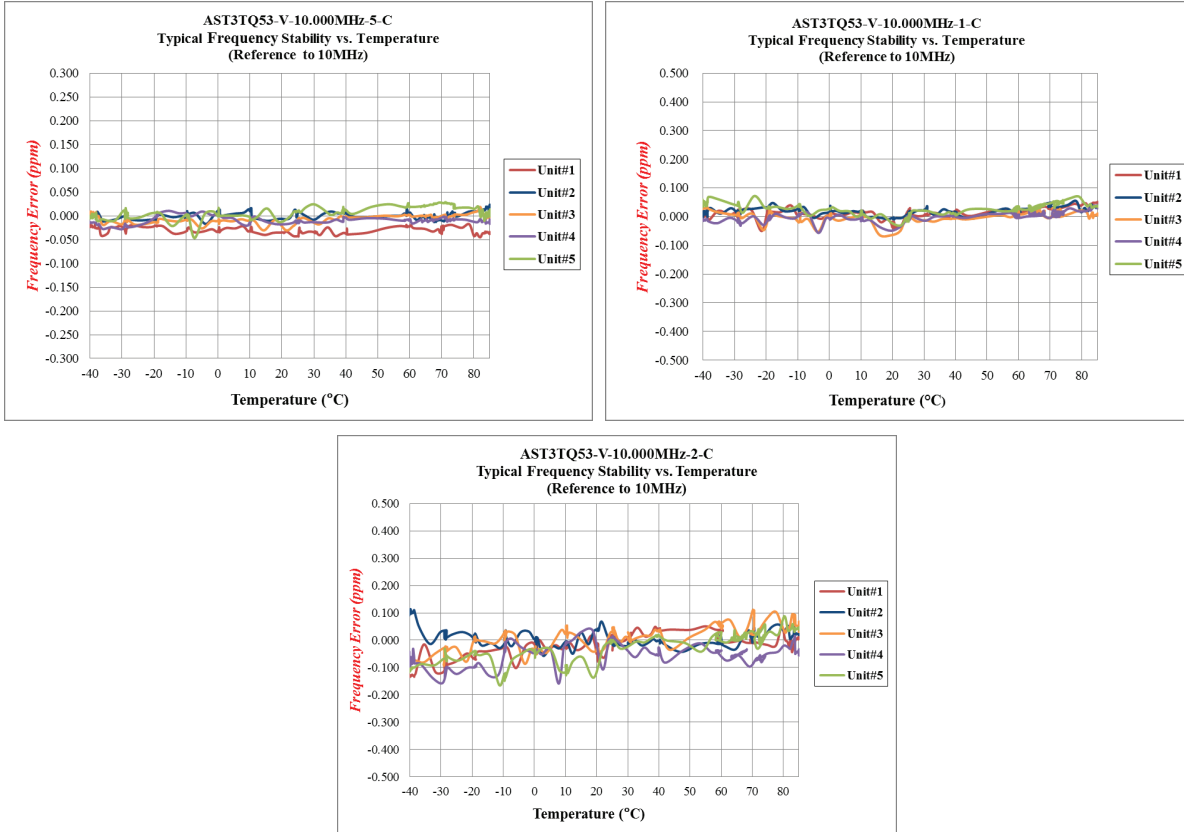 AST3TQ53-V-10.000MHz-5-C
Typical Frequency Stability vs. Temperature
(Reference to 10MHz)
Frequency Error (ppm)
0.300
0.250
0.200
0.150
0.100
0.050
0.000
-0.050
-0.100
-0.150
-0.200
-0.250
-0.300
-40 -30 -20 -10 0 10 20 30 40 50 60 70 80
Temperature (°C)
Unit#1
Unit#2
Unit#3
Unit#4
Unit#5
AST3TQ53-V-10.000MHz-1-C
Typical Frequency Stability vs. Temperature
(Reference to 10MHz)
Frequency Error (ppm)
0.500
0.400
0.300
0.200
0.100
0.000
-0.100
-0.200
-0.300
-0.400
-0.500
-40 -30 -20 -10 0 10 20 30 40 50 60 70 80
Temperature (°C)
Unit#1
Unit#2
Unit#3
Unit#4
Unit#5
AST3TQ53-V-10.000MHz-2-C
Typical Frequency Stability vs. Temperature
(Reference to 10MHz)
Frequency Error (ppm)
0.500
0.400
0.300
0.200
0.100
0.000
-0.100
-0.200
-0.300
-0.400
-0.500
-40 -30 -20 -10 0 10 20 30 40 50 60 70 80
Temperature (°C)
Unit#1
Unit#2
Unit#3
Unit#4
Unit#5